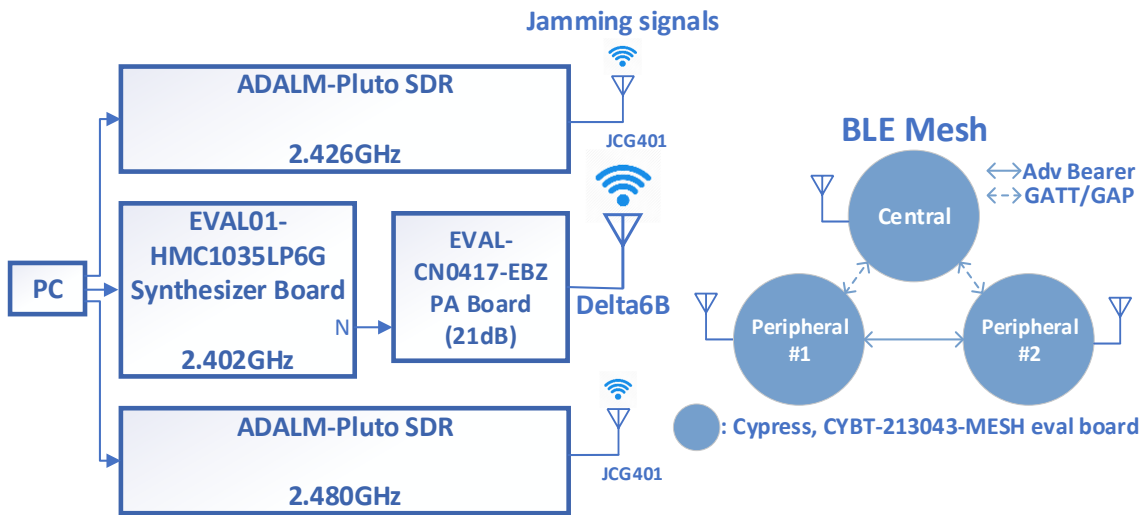 Jamming signals
ADALM-Pluto SDR
2.426GHz
JCG401
BLE Mesh
Adv Bearer
GATT/GAP
Central
EVAL01-
HMC1035LP6G
Synthesizer Board
N
2.402GHz
EVAL-
CN0417-EBZ
PA Board
(21dB)
PC
Delta6B
Peripheral
#1
Peripheral
#2
ADALM-Pluto SDR
2.480GHz
JCG401
: Cypress, CYBT-213043-MESH eval board